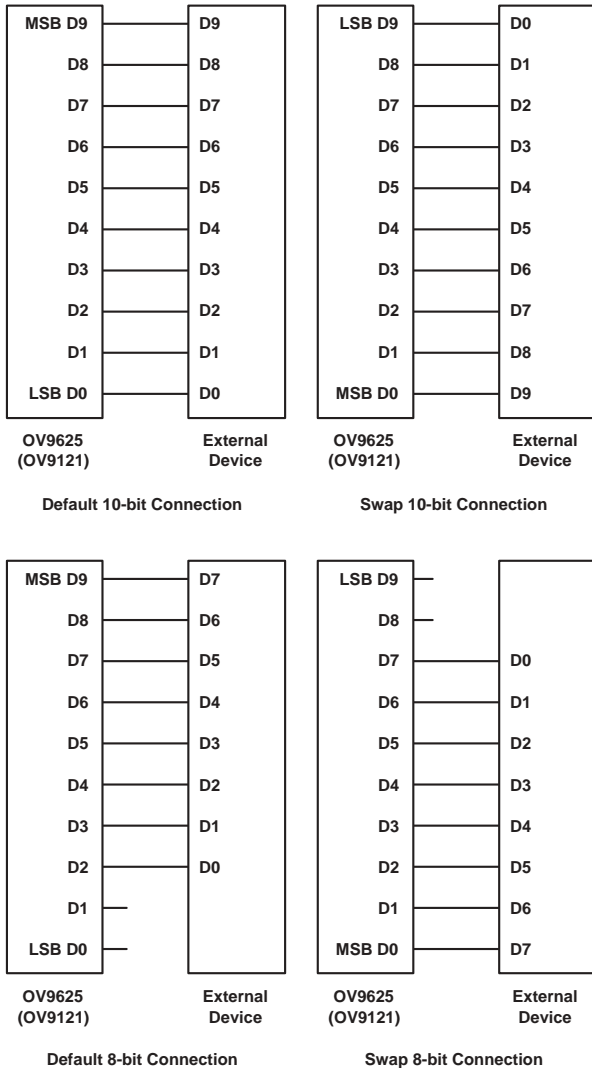 MSB D9 D9
D8 D8
D7 D7
D6 D6
D5 D5
D4 D4
D3 D3
D2 D2
D1 D1
LSB D0 D0
OV9625 External
(OV9121) Device
Default 10-bit Connection
LSB D9 D0
D8 D1
D7 D2
D6 D3
D5 D4
D4 D5
D3 D6
D2 D7
D1 D8
MSB D0 D9
OV9625 External
(OV9121) Device
Swap 10-bit Connection
MSB D9 D7
D8 D6
D7 D5
D6 D4
D5 D3
D4 D2
D3 D1
D2 D0
D1
LSB D0
OV9625 External
(OV9121) Device
Default 8-bit Connection
LSB D9
D8
D7 D0
D6 D1
D5 D2
D4 D3
D3 D4
D2 D5
D1 D6
MSB D0 D7
OV9625 External
(OV9121) Device
Swap 8-bit Connection